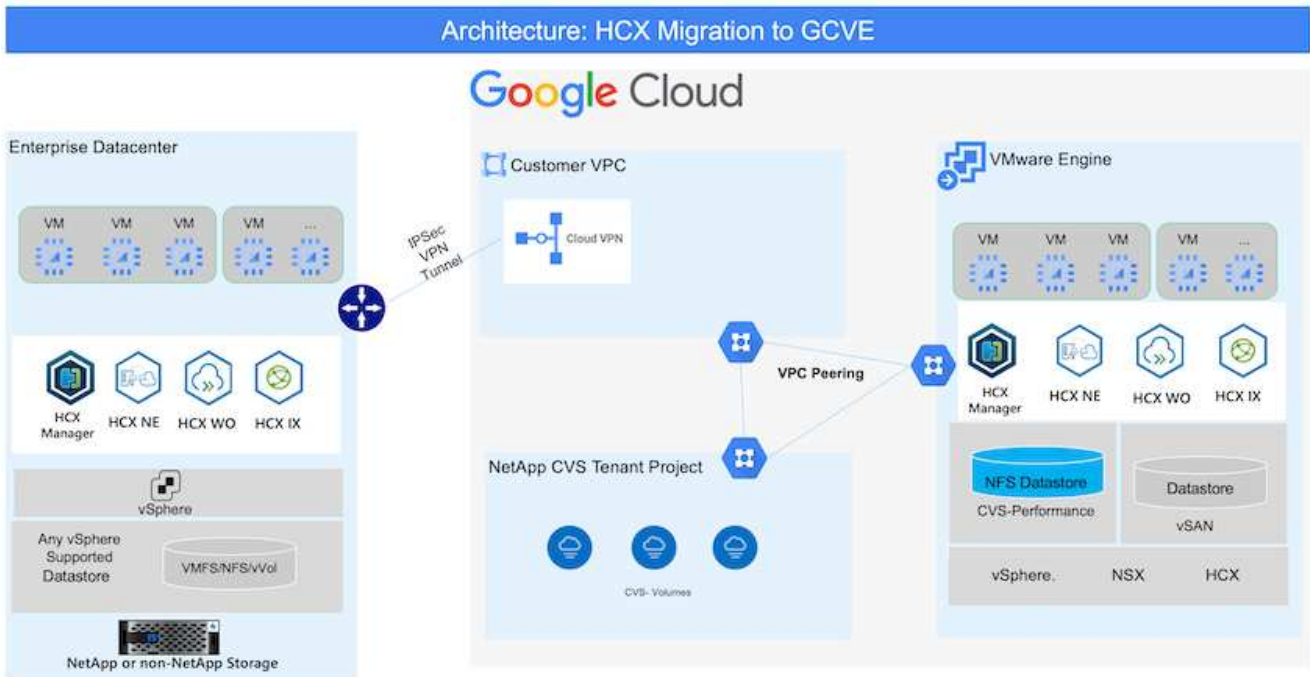 Architecture: HCX Migration to GCVE
Google Cloud
Enterprise Datacenter
VM VM VM VM ...
HCX
Manager
HCX NE
HCX WO
HCX IX
vSphere
Any vSphere
Supported
Datastore
VMFS/NFS/vVol
NetApp or non-NetApp Storage
IPSec
VPN
Tunnel
Customer VPC
Cloud VPN
VPC Peering
NetApp CVS Tenant Project
CVS- Volumes
VMware Engine
VM VM VM VM ...
HCX
Manager
HCX NE
HCX WO
HCX IX
NFS Datastore
CVS-Performance
Datastore
vSAN
vSphere. NSX HCX